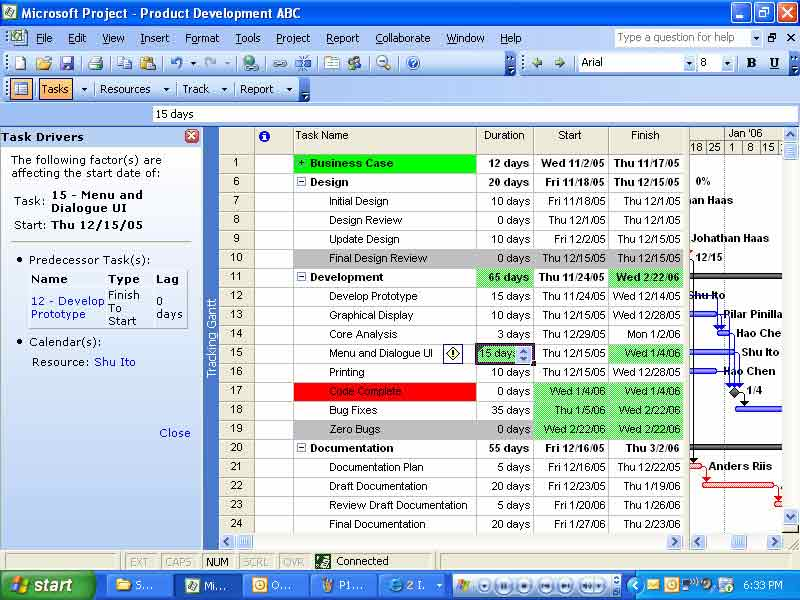 Microsoft Project - Product Development ABC
File Edit View Insert Format Tools Project Report Collaborate Window Help
Type a question for help
Arial 8 B U
Tasks Resources Track Report
15 days
Task Drivers
The following factor(s) are
affecting the start date of:
Task: 15 - Menu and
Dialogue UI
Start: Thu 12/15/05
Predecessor Task(s):
Name Type Lag
12 - Develop Prototype Finish To Start 0 days
Calendar(s):
Resource: Shu Ito
Close
Tracking Gantt
Task Name Duration Start Finish
Jan '06
18 25 1 8 15
1 + Business Case 12 days Wed 11/2/05 Thu 11/17/05
6 Design 20 days Fri 11/18/05 Thu 12/15/05 0%
7 Initial Design 10 days Fri 11/18/05 Thu 12/1/05 an Haas
8 Design Review 0 days Thu 12/1/05 Thu 12/1/05
9 Update Design 10 days Fri 12/2/05 Thu 12/15/05 Johathan Haas
10 Final Design Review 0 days Thu 12/15/05 Thu 12/15/05 12/15
11 Development 65 days Thu 11/24/05 Wed 2/22/06
12 Develop Prototype 15 days Thu 11/24/05 Wed 12/14/05 Shu Ito
13 Graphical Display 10 days Thu 12/15/05 Wed 12/28/05 Pilar Pinilla
14 Core Analysis 3 days Thu 12/29/05 Mon 1/2/06 Hao Che
15 Menu and Dialogue UI 15 days Thu 12/15/05 Wed 1/4/06 Shu Ito
16 Printing 10 days Thu 12/15/05 Wed 12/28/05 Hao Chen
17 Code Complete 0 days Wed 1/4/06 Wed 1/4/06 1/4
18 Bug Fixes 35 days Thu 1/5/06 Wed 2/22/06
19 Zero Bugs 0 days Wed 2/22/06 Wed 2/22/06
20 Documentation 55 days Fri 12/16/05 Thu 3/2/06
21 Documentation Plan 5 days Fri 12/16/05 Thu 12/22/05 Anders Riis
22 Draft Documentation 20 days Fri 12/23/05 Thu 1/19/06
23 Review Draft Documentation 5 days Fri 1/20/06 Thu 1/26/06
24 Final Documentation 20 days Fri 1/27/06 Thu 2/23/06
EXT CAPS NUM SCRL OVR Connected
start S... Mi... O... P1... 2 I. 6:33 PM